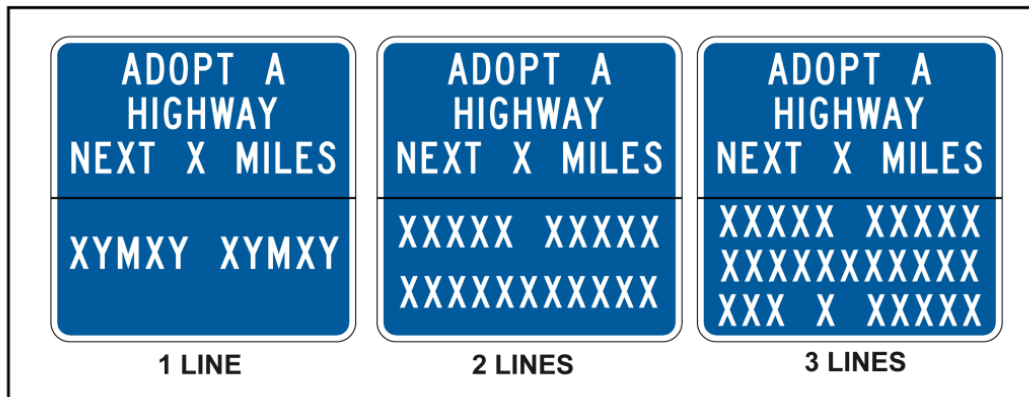 ADOPT A
HIGHWAY
NEXT X MILES
XYMXY XYMXY
1 LINE
ADOPT A
HIGHWAY
NEXT X MILES
XXXXX XXXXX
XXXXXXXXXXX
2 LINES
ADOPT A
HIGHWAY
NEXT X MILES
XXXXX XXXXX
XXXXXXXXXXX
XXX X XXXXX
3 LINES